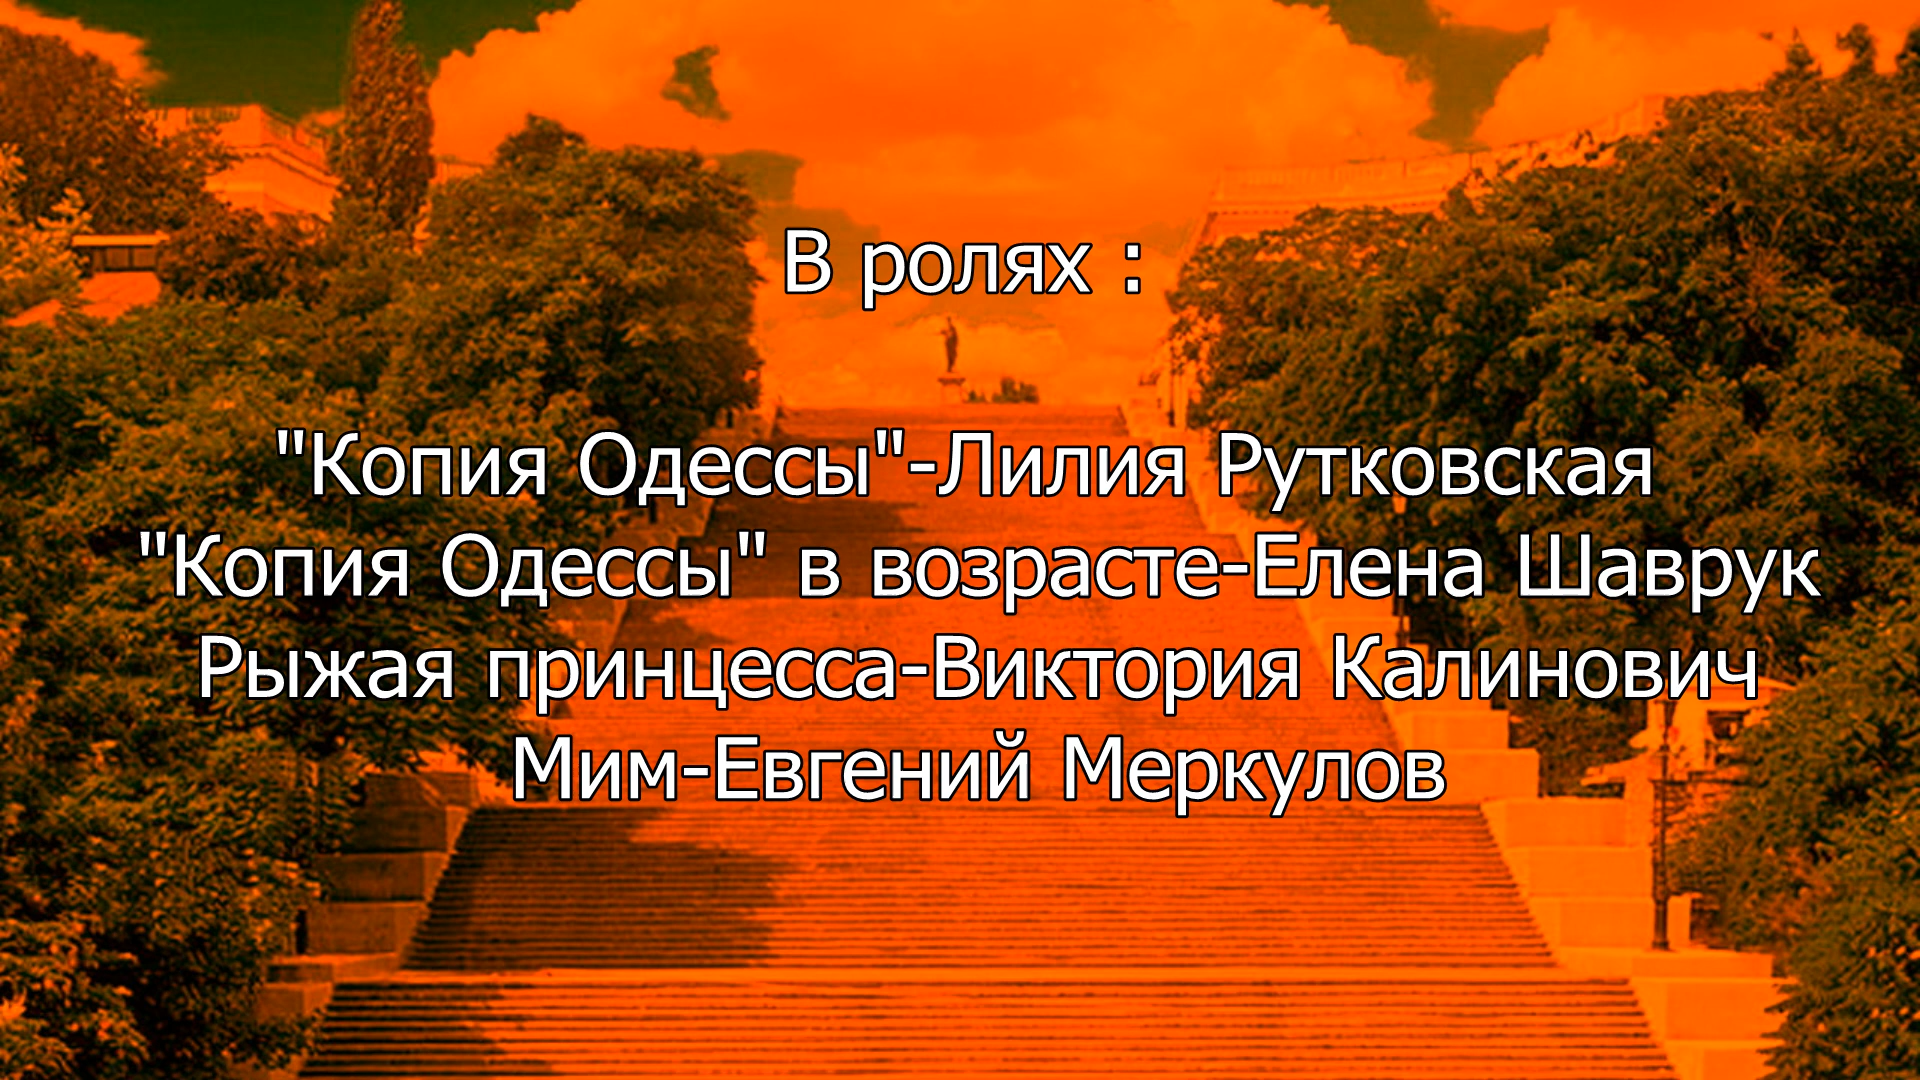 В ролях :
"Копия Одессы"-Лилия Рутковская
"Копия Одессы" в возрасте-Елена Шаврук
Рыжая принцесса-Виктория Калинович
Мим-Евгений Меркулов